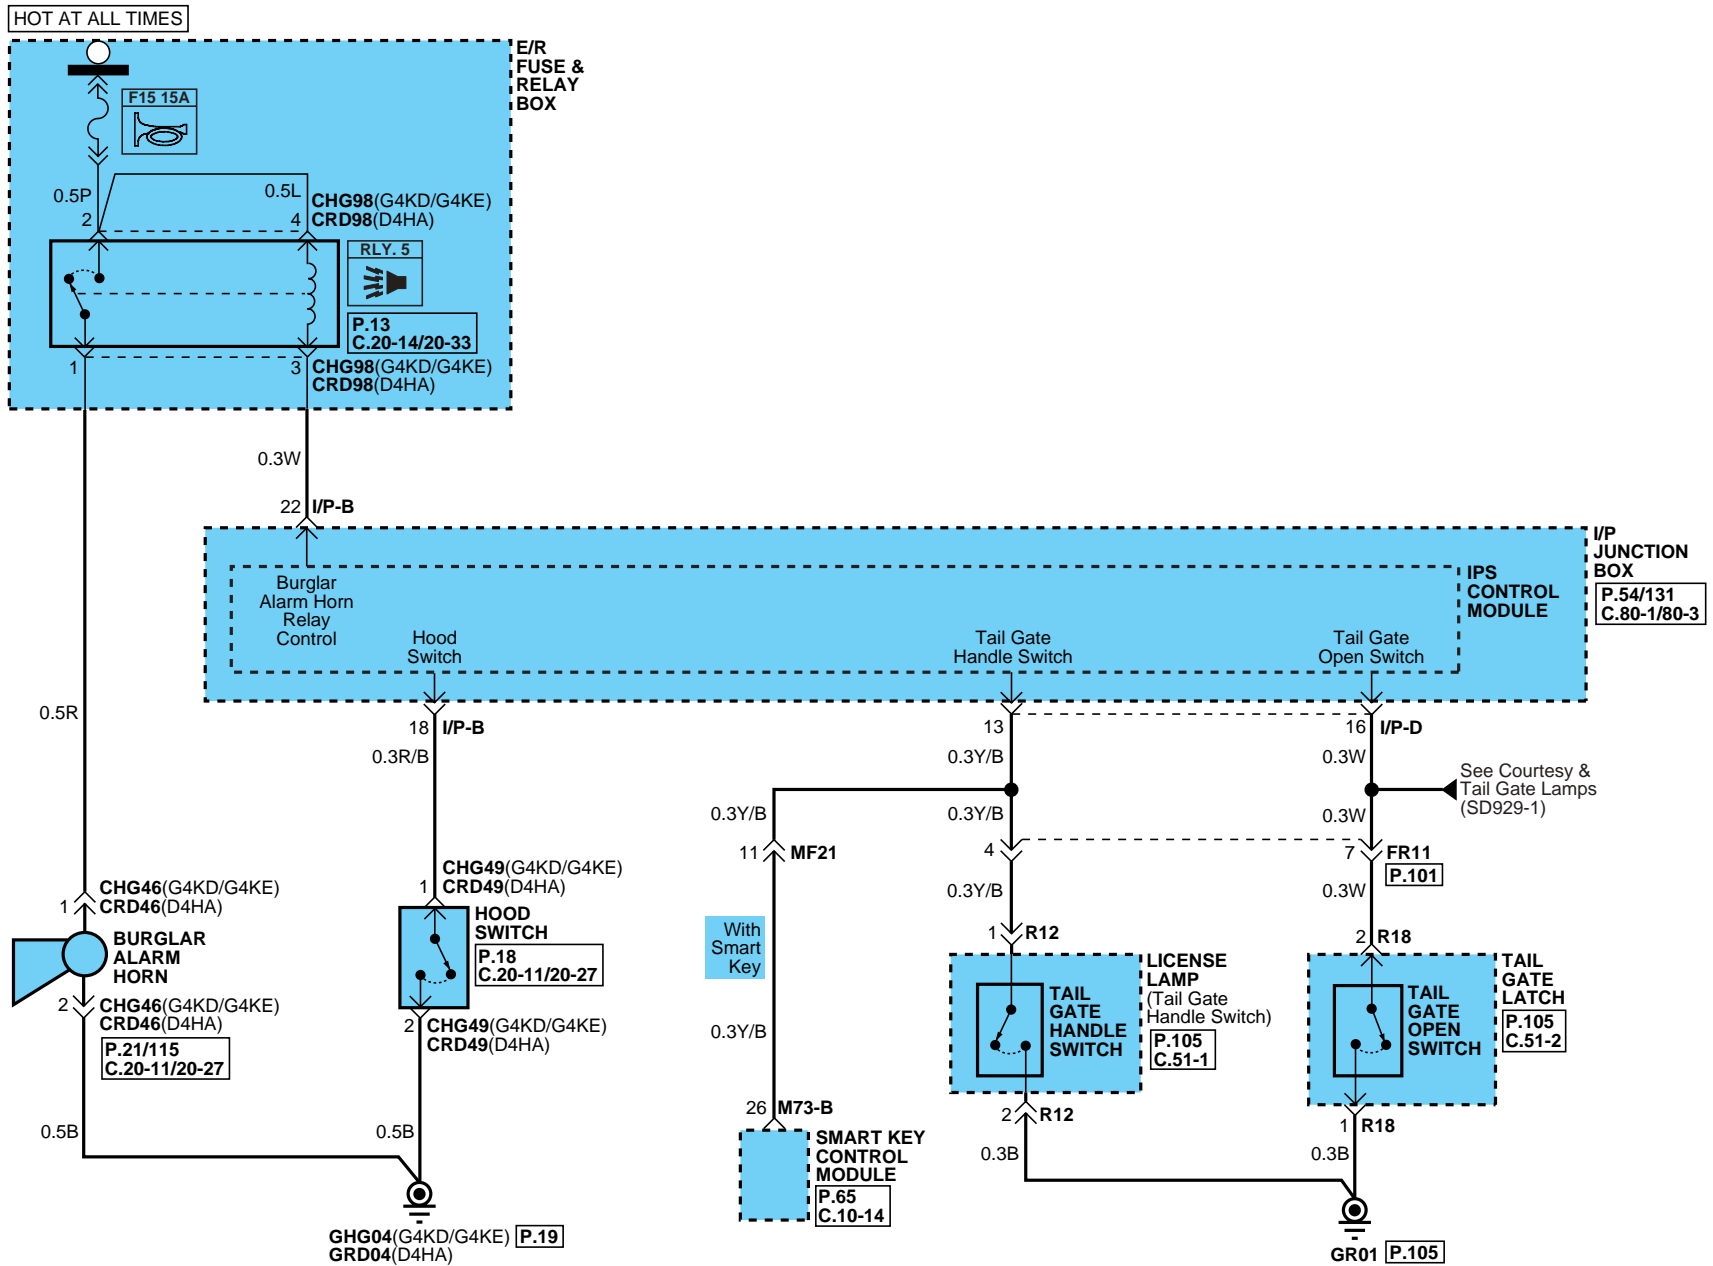 HOT AT ALL TIMES
E/R
FUSE &
RELAY
BOX
F15 15A
0.5P
0.5L
CHG98(G4KD/G4KE)
CRD98(D4HA)
2
4
RLY. 5
P.13
C.20-14/20-33
1
3
CHG98(G4KD/G4KE)
CRD98(D4HA)
0.3W
22 I/P-B
I/P
JUNCTION
BOX
P.54/131
C.80-1/80-3
IPS
CONTROL
MODULE
Burglar
Alarm Horn
Relay
Control
Hood
Switch
Tail Gate
Handle Switch
Tail Gate
Open Switch
0.5R
18 I/P-B
0.3R/B
13
16 I/P-D
0.3Y/B
0.3W
See Courtesy &
Tail Gate Lamps
(SD929-1)
0.3Y/B
0.3Y/B
0.3W
11 MF21
4
7 FR11
P.101
0.3Y/B
0.3W
CHG46(G4KD/G4KE)
1 CRD46(D4HA)
BURGLAR
ALARM
HORN
2 CHG46(G4KD/G4KE)
CRD46(D4HA)
P.21/115
C.20-11/20-27
CHG49(G4KD/G4KE)
1 CRD49(D4HA)
HOOD
SWITCH
P.18
C.20-11/20-27
2 CHG49(G4KD/G4KE)
CRD49(D4HA)
With
Smart
Key
0.3Y/B
1 R12
LICENSE
LAMP
(Tail Gate
Handle Switch)
P.105
C.51-1
TAIL
GATE
HANDLE
SWITCH
2 R12
2 R18
TAIL
GATE
LATCH
P.105
C.51-2
TAIL
GATE
OPEN
SWITCH
1 R18
0.5B
0.5B
26 M73-B
SMART KEY
CONTROL
MODULE
P.65
C.10-14
0.3B
0.3B
GHG04(G4KD/G4KE) P.19
GRD04(D4HA)
GR01 P.105